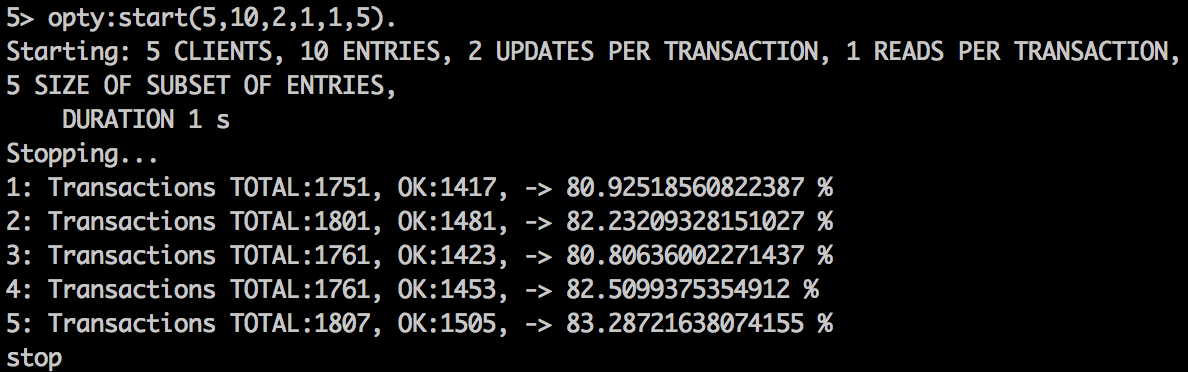 5> opty:start(5,10,2,1,1,5).
Starting: 5 CLIENTS, 10 ENTRIES, 2 UPDATES PER TRANSACTION, 1 READS PER TRANSACTION,
5 SIZE OF SUBSET OF ENTRIES,
    DURATION 1 s
Stopping...
1: Transactions TOTAL:1751, OK:1417, -> 80.92518560822387 %
2: Transactions TOTAL:1801, OK:1481, -> 82.23209328151027 %
3: Transactions TOTAL:1761, OK:1423, -> 80.80636002271437 %
4: Transactions TOTAL:1761, OK:1453, -> 82.5099375354912 %
5: Transactions TOTAL:1807, OK:1505, -> 83.28721638074155 %
stop